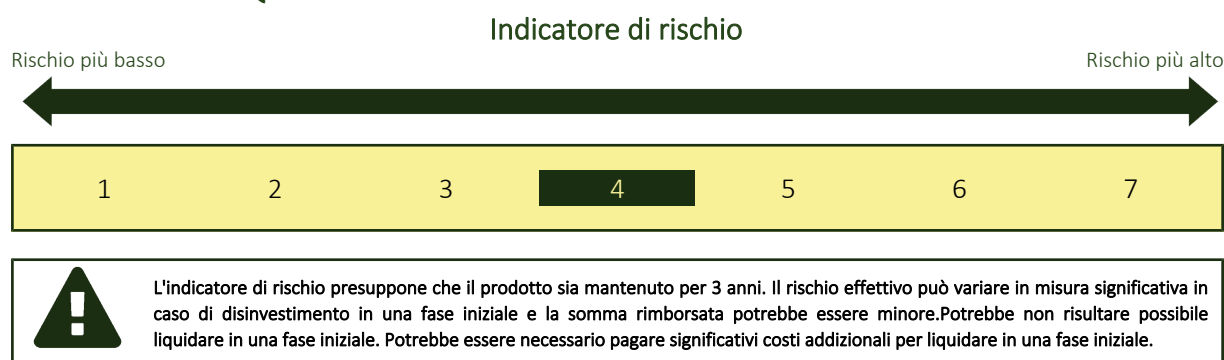 Indicatore di rischio
Rischio più basso Rischio più alto
1 2 3 4 5 6 7
L'indicatore di rischio presuppone che il prodotto sia mantenuto per 3 anni. Il rischio effettivo può variare in misura significativa in
caso di disinvestimento in una fase iniziale e la somma rimborsata potrebbe essere minore.Potrebbe non risultare possibile
liquidare in una fase iniziale. Potrebbe essere necessario pagare significativi costi addizionali per liquidare in una fase iniziale.